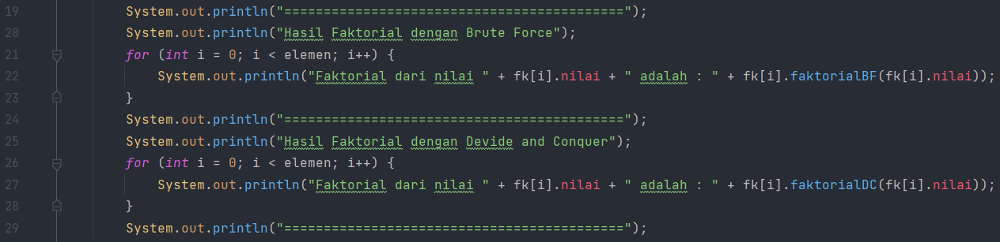 19 System.out.println("===========================================");
20 System.out.println("Hasil Faktorial dengan Brute Force");
21 for (int i = 0; i < elemen; i++) {
22 System.out.println("Faktorial dari nilai " + fk[i].nilai + " adalah : " + fk[i].faktorialBF(fk[i].nilai));
23 }
24 System.out.println("===========================================");
25 System.out.println("Hasil Faktorial dengan Devide and Conquer");
26 for (int i = 0; i < elemen; i++) {
27 System.out.println("Faktorial dari nilai " + fk[i].nilai + " adalah : " + fk[i].faktorialDC(fk[i].nilai));
28 }
29 System.out.println("===========================================");